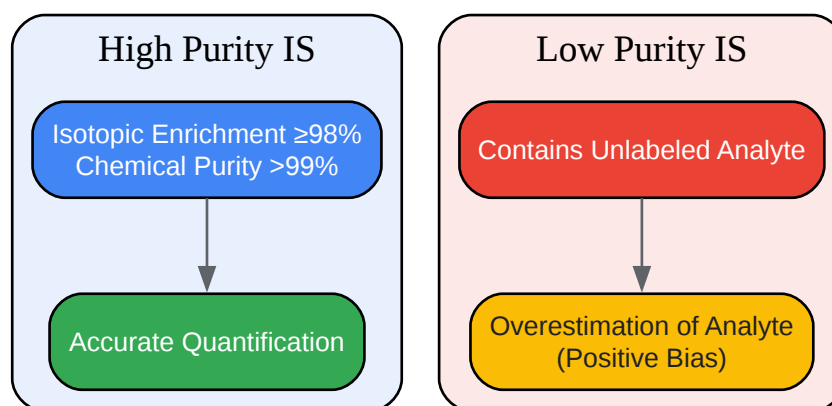 High Purity IS
Isotopic Enrichment ≥98%
Chemical Purity >99%
Accurate Quantification
Low Purity IS
Contains Unlabeled Analyte
Overestimation of Analyte
(Positive Bias)